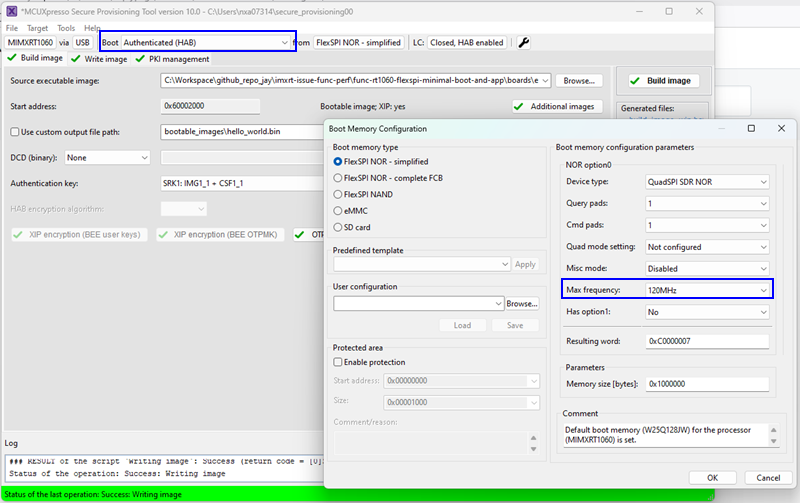 *MCUXpresso Secure Provisioning Tool version 10.0 - C:\Users\nxa07314\secure_provisioning00
File Target Tools Help
MIMXRT1060 via USB Boot Authenticated (HAB) from FlexSPI NOR - simplified LC: Closed, HAB enabled
Build image Write image PKI management
Source executable image: C:\Workspace\github_repo_jay\imxrt-issue-func-perf\func-rt1060-flexspi-minimal-boot-and-app\boards\e Browse... Build image
Start address: 0x60002000 Bootable image; XIP: yes Additional images
Generated files:
Use custom output file path: bootable_images\hello_world.bin
DCD (binary): None
Authentication key: SRK1: IMG1_1 + CSF1_1
HAB encryption algorithm:
XIP encryption (BEE user keys) XIP encryption (BEE OTPMK)
Log
### RESULT of the script `Writing image`: Success (return code = [0]
Status of the operation: Success: Writing image
Status of the last operation: Success: Writing image
Boot Memory Configuration
Boot memory type
FlexSPI NOR - simplified
FlexSPI NOR - complete FCB
FlexSPI NAND
eMMC
SD card
Predefined template
Apply
User configuration
Browse...
Load Save
Protected area
Enable protection
Start address: 0x00000000
Size: 0x00001000
Comment/reason:
Boot memory configuration parameters
NOR option0
Device type: QuadSPI SDR NOR
Query pads: 1
Cmd pads: 1
Quad mode setting: Not configured
Misc mode: Disabled
Max frequency: 120MHz
Has option1: No
Resulting word: 0xC0000007
Parameters
Memory size [bytes]: 0x1000000
Comment
Default boot memory (W25Q128JW) for the processor
(MIMXRT1060) is set.
OK Cancel